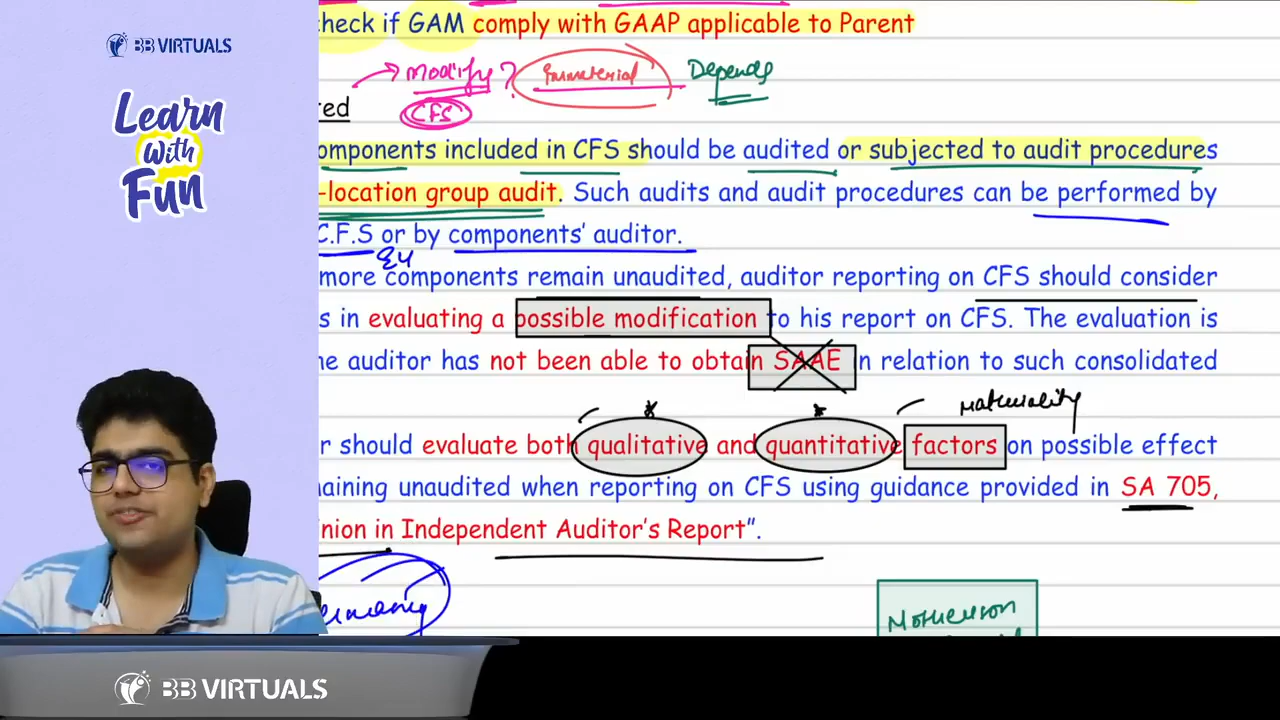 BB VIRTUALS
Learn
With
Fun
check if GAM comply with GAAP applicable to Parent
Modify? Immaterial Depends
CFS
ted
omponents included in CFS should be audited or subjected to audit procedures
-location group audit. Such audits and audit procedures can be performed by
C.F.S or by components' auditor.
more components remain unaudited, auditor reporting on CFS should consider
s in evaluating a possible modification to his report on CFS. The evaluation is
ne auditor has not been able to obtain SAAE in relation to such consolidated
materiality
r should evaluate both qualitative and quantitative factors on possible effect
naining unaudited when reporting on CFS using guidance provided in SA 705,
inion in Independent Auditor's Report".
BB VIRTUALS